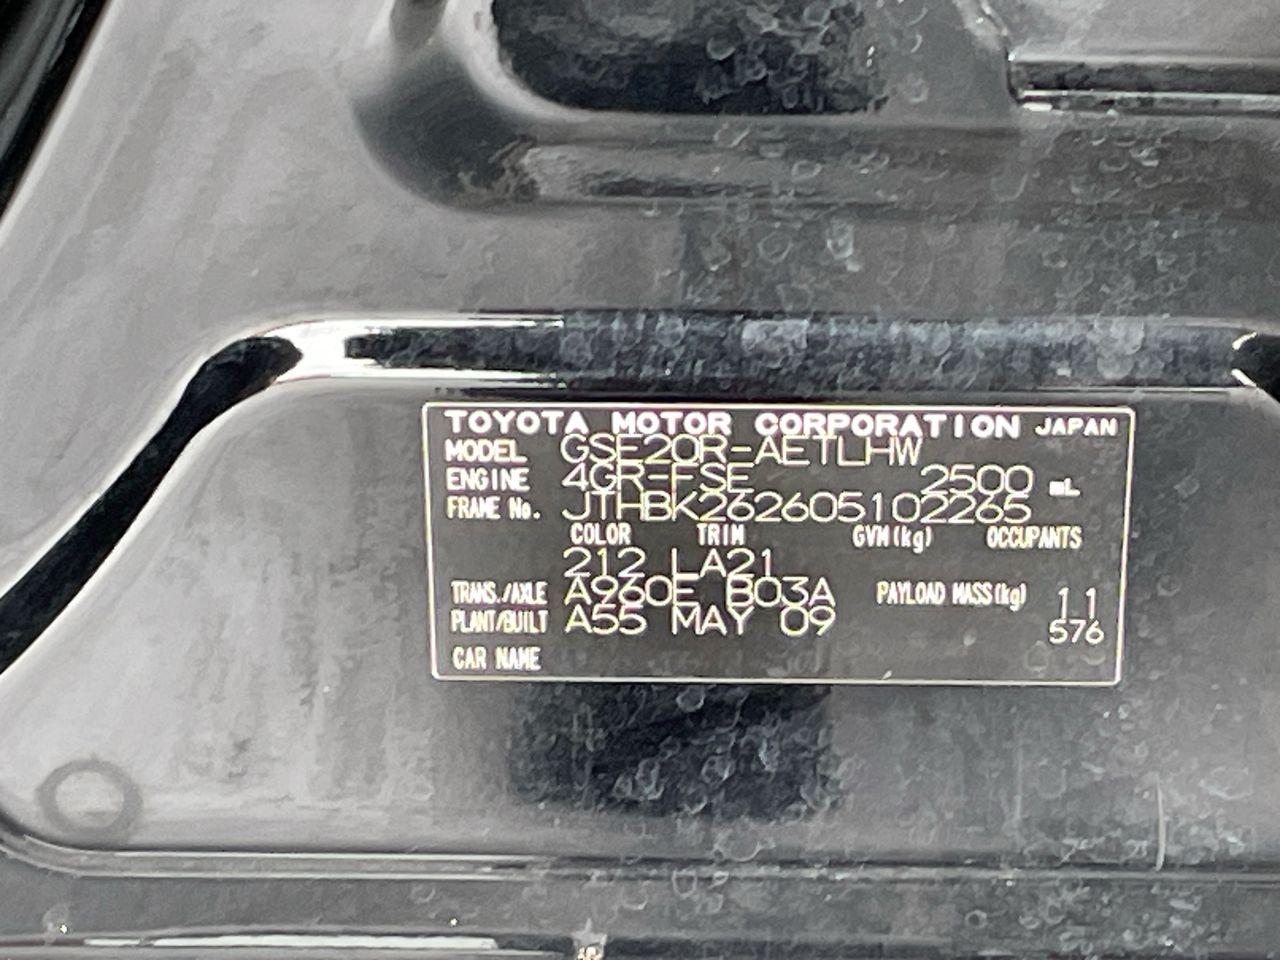 TOYOTA MOTOR CORPORATION JAPAN
MODEL GSE20R-AETLHW
ENGINE 4GR-FSE 2500 mL
FRAME No. JTHBK262605102265
COLOR TRIM GVM(kg) OCCUPANTS
212 LA21
TRANS./AXLE A960E B03A PAYLOAD MASS(kg) 11
PLANT/BUILT A55 MAY 09 576
CAR NAME